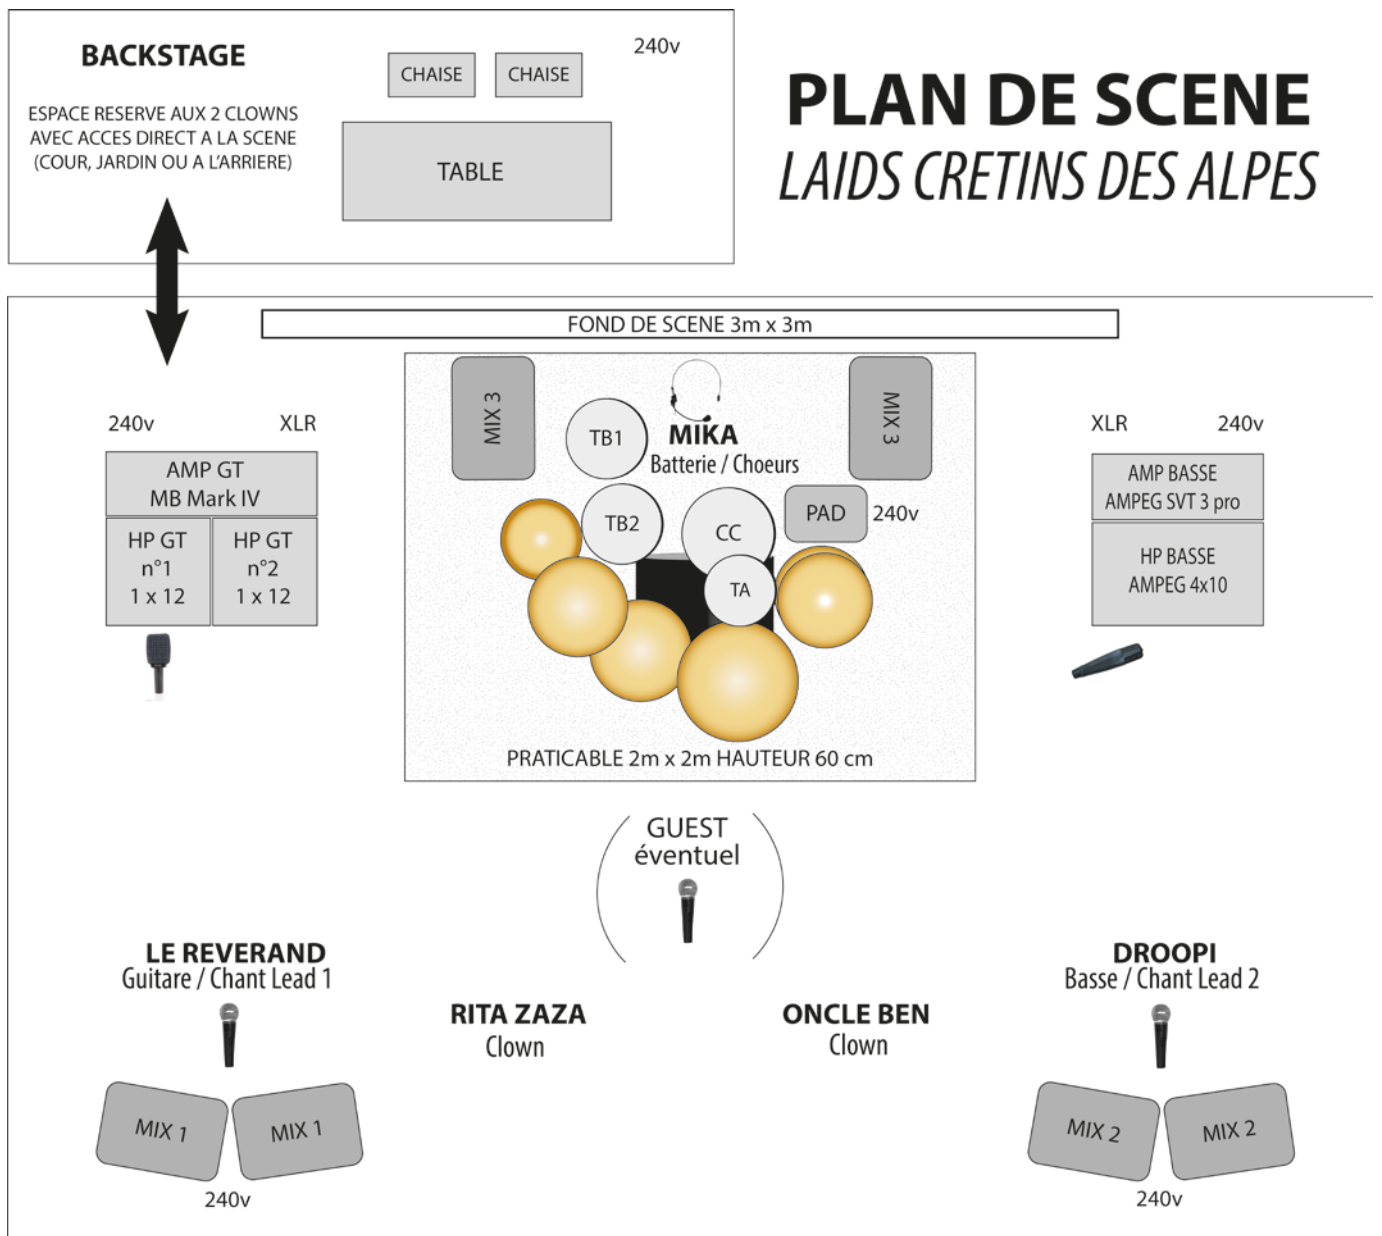 BACKSTAGE
ESPACE RESERVE AUX 2 CLOWNS
AVEC ACCES DIRECT A LA SCENE
(COUR, JARDIN OU A L'ARRIERE)
CHAISE
CHAISE
240v
TABLE
PLAN DE SCENE
LAIDS CRETINS DES ALPES
FOND DE SCENE 3m x 3m
MIX 3
MIX 3
MIKA
Batterie / Choeurs
TB1
TB2
CC
TA
PAD
240v
PRATICABLE 2m x 2m HAUTEUR 60 cm
240v
XLR
AMP GT
MB Mark IV
HP GT
n°1
1 x 12
HP GT
n°2
1 x 12
XLR
240v
AMP BASSE
AMPEG SVT 3 pro
HP BASSE
AMPEG 4x10
GUEST
éventuel
LE REVERAND
Guitare / Chant Lead 1
RITA ZAZA
Clown
ONCLE BEN
Clown
DROOPI
Basse / Chant Lead 2
MIX 1
MIX 1
240v
MIX 2
MIX 2
240v